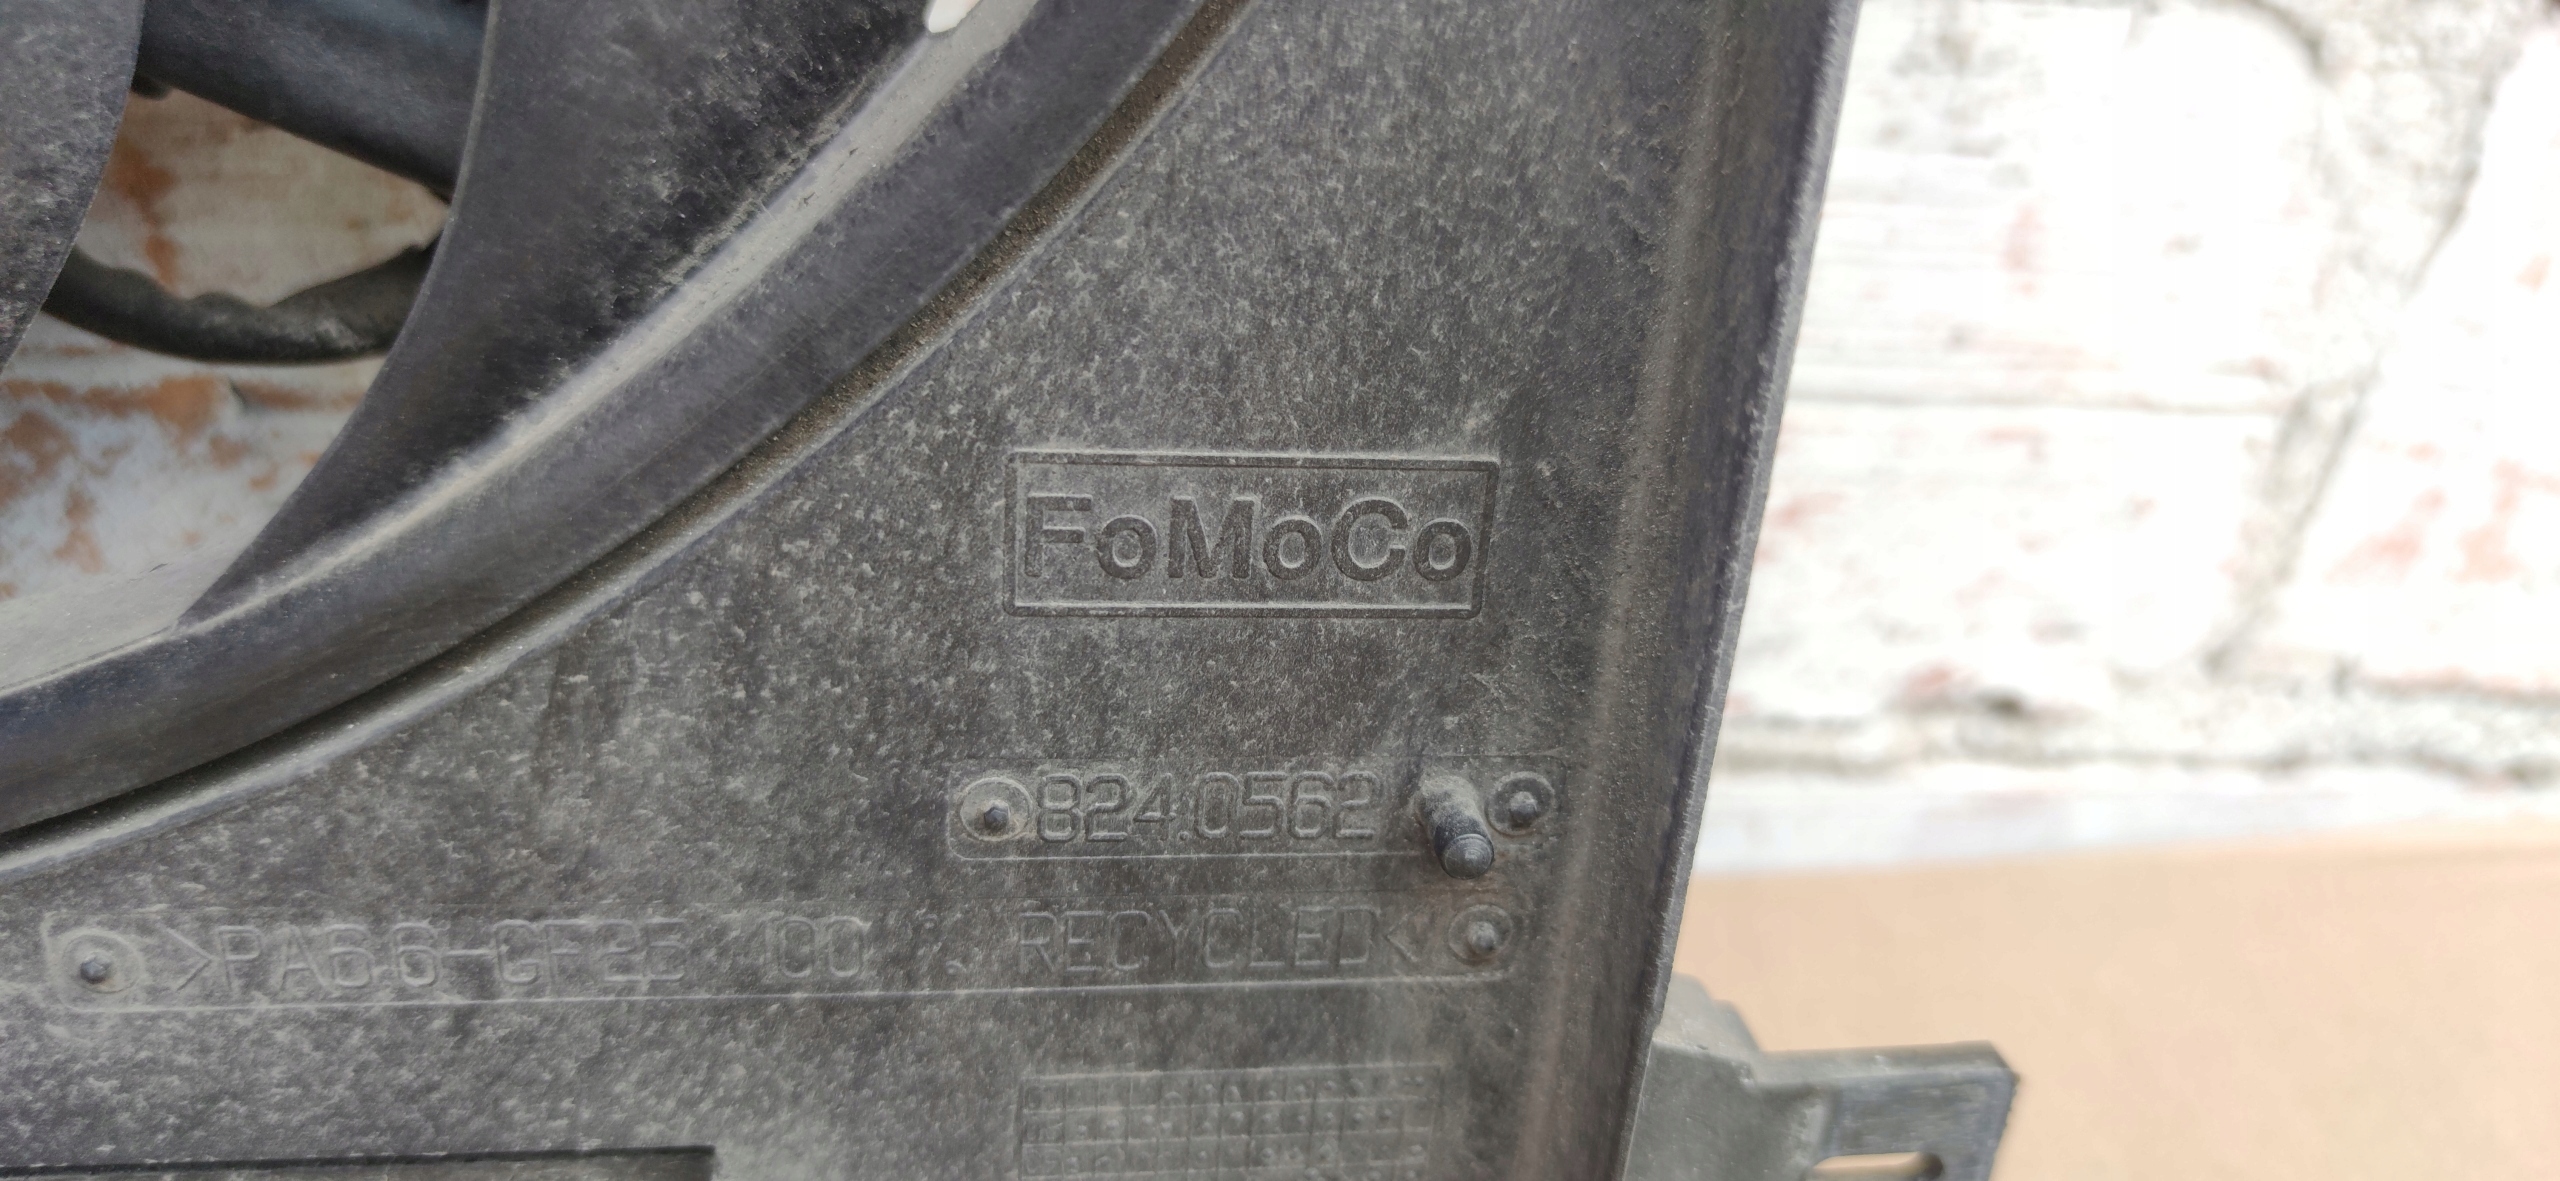 FoMoCo
824.0562
>PA66-GF25 100 % RECYCLED<